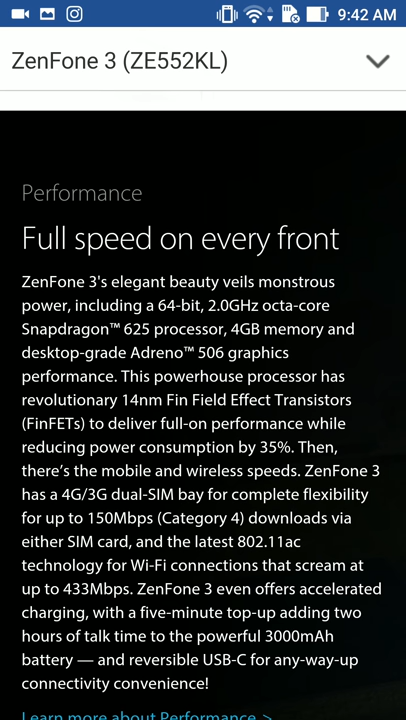 9:42 AM
ZenFone 3 (ZE552KL)
Performance
Full speed on every front
ZenFone 3's elegant beauty veils monstrous
power, including a 64-bit, 2.0GHz octa-core
Snapdragon™ 625 processor, 4GB memory and
desktop-grade Adreno™ 506 graphics
performance. This powerhouse processor has
revolutionary 14nm Fin Field Effect Transistors
(FinFETs) to deliver full-on performance while
reducing power consumption by 35%. Then,
there’s the mobile and wireless speeds. ZenFone 3
has a 4G/3G dual-SIM bay for complete flexibility
for up to 150Mbps (Category 4) downloads via
either SIM card, and the latest 802.11ac
technology for Wi-Fi connections that scream at
up to 433Mbps. ZenFone 3 even offers accelerated
charging, with a five-minute top-up adding two
hours of talk time to the powerful 3000mAh
battery — and reversible USB-C for any-way-up
connectivity convenience!
Learn more about Performance >